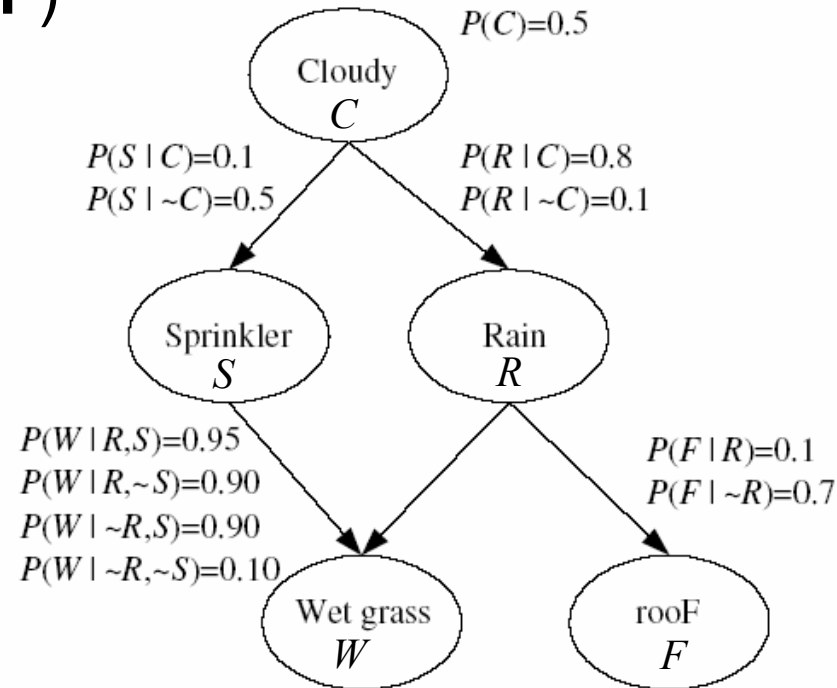 P(C)=0.5
Cloudy
C
P(S | C)=0.1
P(S | ~C)=0.5
P(R | C)=0.8
P(R | ~C)=0.1
Sprinkler
S
Rain
R
P(W | R,S)=0.95
P(W | R,~S)=0.90
P(W | ~R,S)=0.90
P(W | ~R,~S)=0.10
P(F | R)=0.1
P(F | ~R)=0.7
Wet grass
W
rooF
F